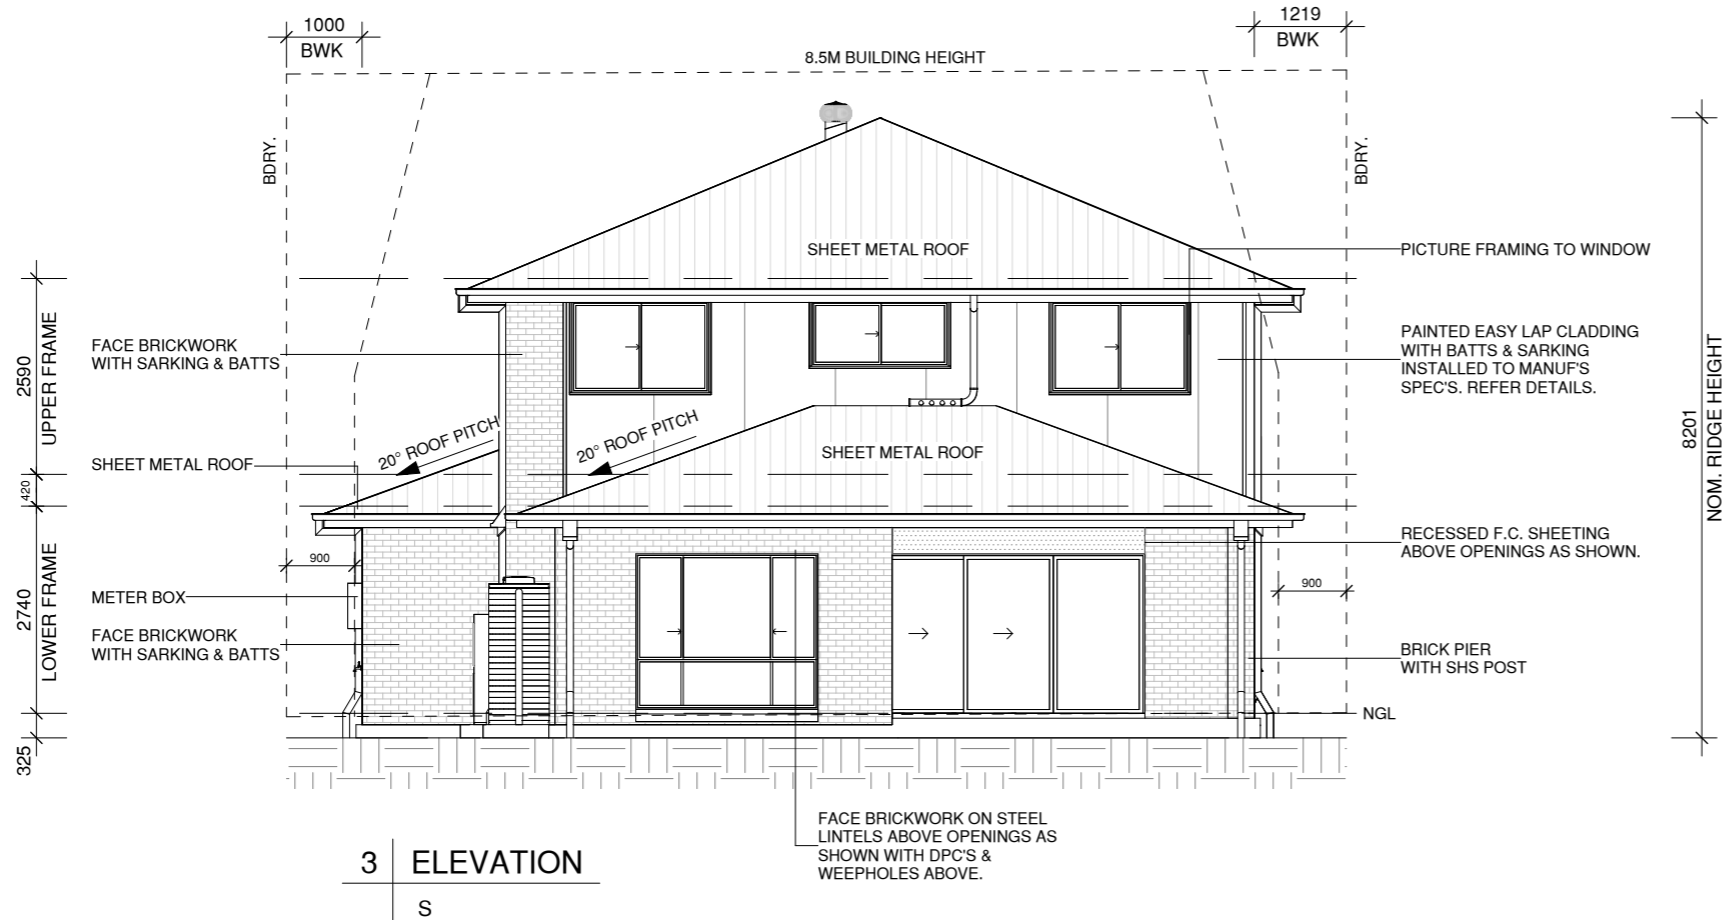 1000
BWK
1219
BWK
8.5M BUILDING HEIGHT
BDRY.
BDRY.
SHEET METAL ROOF
PICTURE FRAMING TO WINDOW
FACE BRICKWORK
WITH SARKING & BATTS
PAINTED EASY LAP CLADDING
WITH BATTS & SARKING
INSTALLED TO MANUF'S
SPEC'S. REFER DETAILS.
2590
UPPER FRAME
8201
NOM. RIDGE HEIGHT
20° ROOF PITCH
20° ROOF PITCH
SHEET METAL ROOF
SHEET METAL ROOF
420
RECESSED F.C. SHEETING
ABOVE OPENINGS AS SHOWN.
900
900
2740
LOWER FRAME
METER BOX
FACE BRICKWORK
WITH SARKING & BATTS
BRICK PIER
WITH SHS POST
NGL
325
FACE BRICKWORK ON STEEL
LINTELS ABOVE OPENINGS AS
SHOWN WITH DPC'S &
WEEPHOLES ABOVE.
3 ELEVATION
S